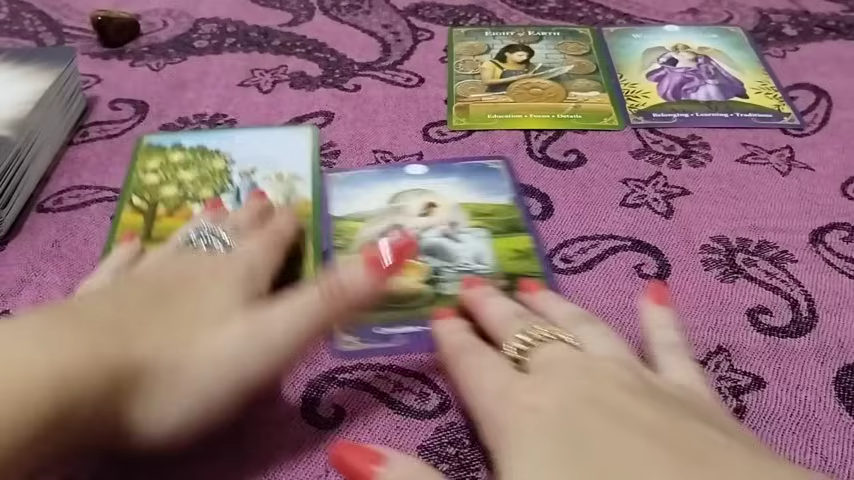 EIGHT OF EARTH
Education • Focus • Details
Belonging • Learning • Traditions